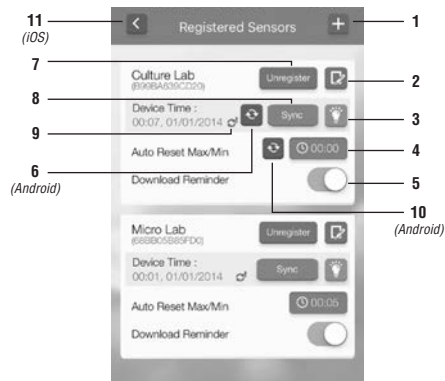 11
(iOS)
Registered Sensors
1
7
Culture Lab
Unregister
2
(B99BA639CD20)
8
Device Time :
Sync
3
00:07, 01/01/2014
9
6
(Android)
Auto Reset Max/Min
00:00
4
Download Reminder
5
10
(Android)
Micro Lab
Unregister
(68BB05B85FD0)
Device Time :
Sync
00:01, 01/01/2014
Auto Reset Max/Min
00:05
Download Reminder